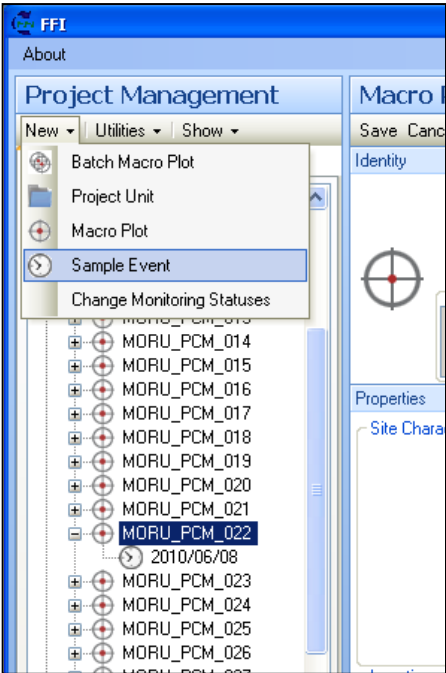 FFI
About
Project Management
Macro
New Utilities Show
Save Canc
Batch Macro Plot
Identity
Project Unit
Macro Plot
Sample Event
Change Monitoring Statuses
MORU_PCM_014
MORU_PCM_015
MORU_PCM_016
Properties
MORU_PCM_017
Site Chara
MORU_PCM_018
MORU_PCM_019
MORU_PCM_020
MORU_PCM_021
MORU_PCM_022
2010/06/08
MORU_PCM_023
MORU_PCM_024
MORU_PCM_025
MORU_PCM_026